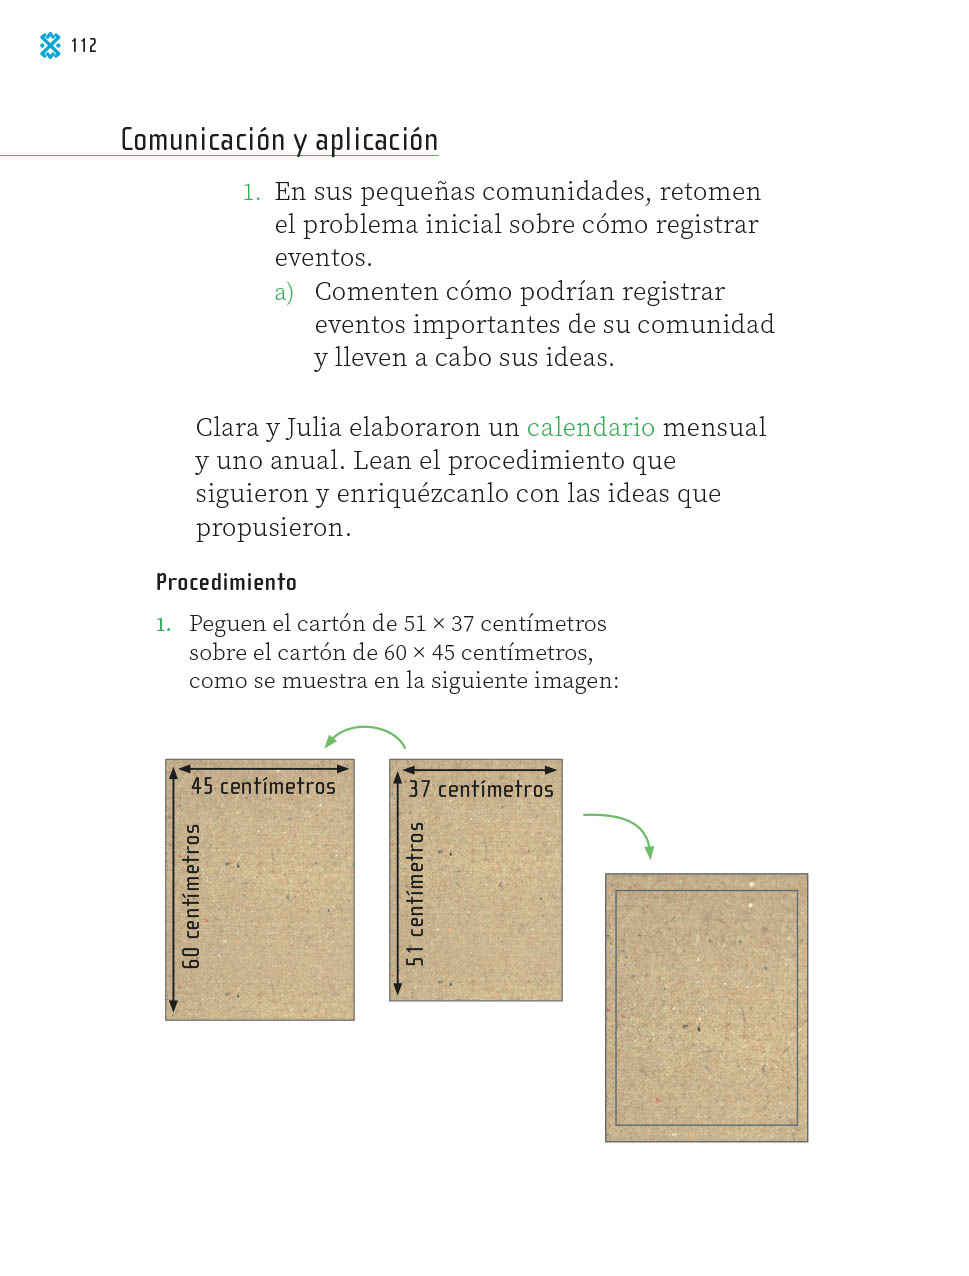 112
Comunicación y aplicación
1. En sus pequeñas comunidades, retomen
el problema inicial sobre cómo registrar
eventos.
a) Comenten cómo podrían registrar
eventos importantes de su comunidad
y lleven a cabo sus ideas.
Clara y Julia elaboraron un calendario mensual
y uno anual. Lean el procedimiento que
siguieron y enriquézcanlo con las ideas que
propusieron.
Procedimiento
1. Peguen el cartón de 51 × 37 centímetros
sobre el cartón de 60 × 45 centímetros,
como se muestra en la siguiente imagen:
45 centímetros
60 centímetros
37 centímetros
51 centímetros